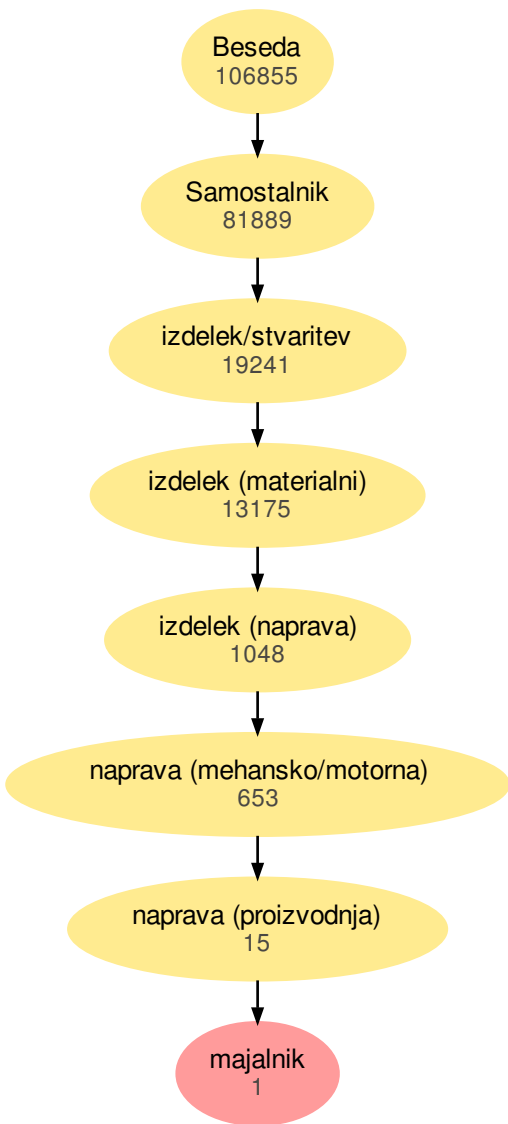 Beseda
106855
Samostalnik
81889
izdelek/stvaritev
19241
izdelek (materialni)
13175
izdelek (naprava)
1048
naprava (mehansko/motorna)
653
naprava (proizvodnja)
15
majalnik
1